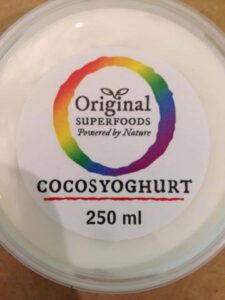 Original
SUPERFOODS
Powered by Nature
COCOSYOGHURT
250 ml